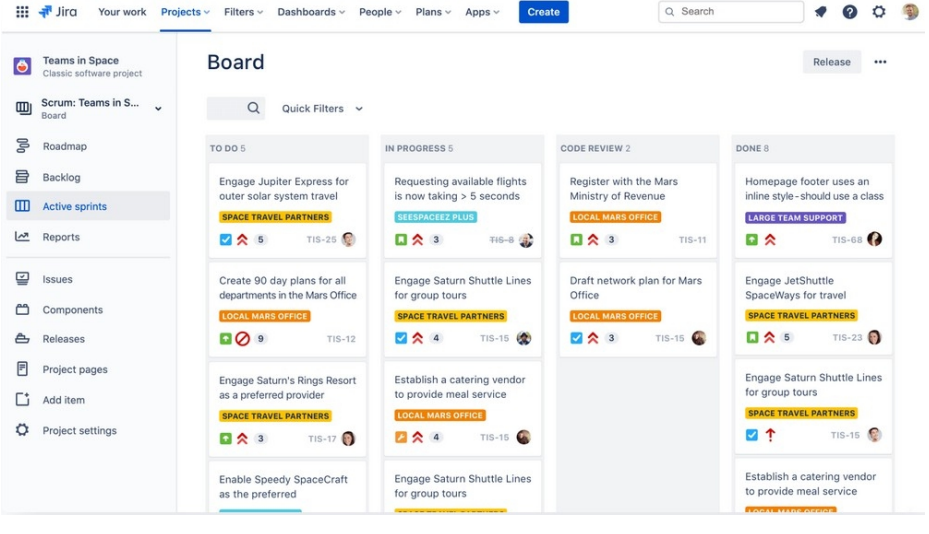 Jira Your work Projects Filters Dashboards People Plans Apps Create Search
Teams in Space
Classic software project
Scrum: Teams in S...
Board
Roadmap
Backlog
Active sprints
Reports
Issues
Components
Releases
Project pages
Add item
Project settings
Board
Release
Quick Filters
TO DO 5
Engage Jupiter Express for
outer solar system travel
SPACE TRAVEL PARTNERS
5 TIS-25
Create 90 day plans for all
departments in the Mars Office
LOCAL MARS OFFICE
9 TIS-12
Engage Saturn's Rings Resort
as a preferred provider
SPACE TRAVEL PARTNERS
3 TIS-17
Enable Speedy SpaceCraft
as the preferred
IN PROGRESS 5
Requesting available flights
is now taking > 5 seconds
SEESPACEEZ PLUS
3 TIS-8
Engage Saturn Shuttle Lines
for group tours
SPACE TRAVEL PARTNERS
4 TIS-15
Establish a catering vendor
to provide meal service
LOCAL MARS OFFICE
4 TIS-15
Engage Saturn Shuttle Lines
for group tours
SPACE TRAVEL PARTNERS
CODE REVIEW 2
Register with the Mars
Ministry of Revenue
LOCAL MARS OFFICE
3 TIS-11
Draft network plan for Mars
Office
LOCAL MARS OFFICE
3 TIS-15
DONE 8
Homepage footer uses an
inline style-should use a class
LARGE TEAM SUPPORT
TIS-68
Engage JetShuttle
SpaceWays for travel
SPACE TRAVEL PARTNERS
5 TIS-23
Engage Saturn Shuttle Lines
for group tours
SPACE TRAVEL PARTNERS
TIS-15
Establish a catering vendor
to provide meal service
LOCAL MARS OFFICE